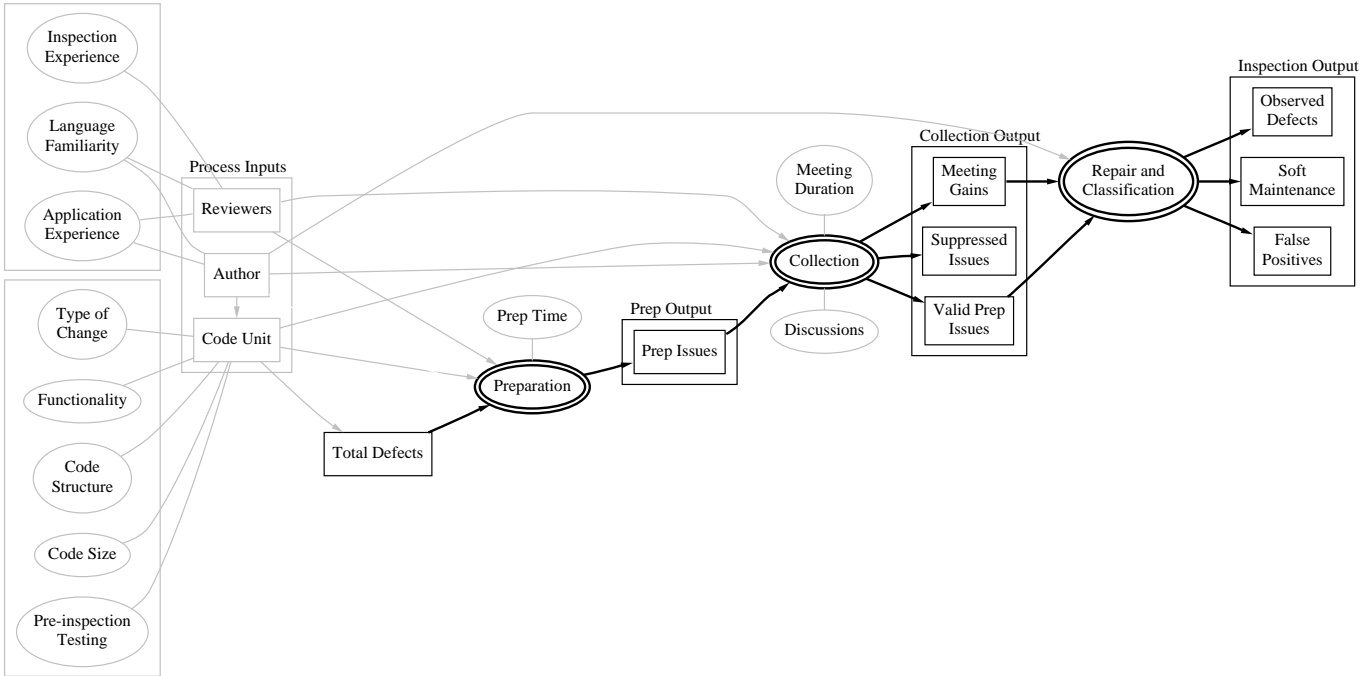 Inspection
Experience
Language
Familiarity
Application
Experience
Type of
Change
Functionality
Code
Structure
Code Size
Pre-inspection
Testing
Process Inputs
Reviewers
Author
Code Unit
Total Defects
Prep Time
Preparation
Prep Output
Prep Issues
Meeting
Duration
Collection
Discussions
Collection Output
Meeting
Gains
Suppressed
Issues
Valid Prep
Issues
Repair and
Classification
Inspection Output
Observed
Defects
Soft
Maintenance
False
Positives